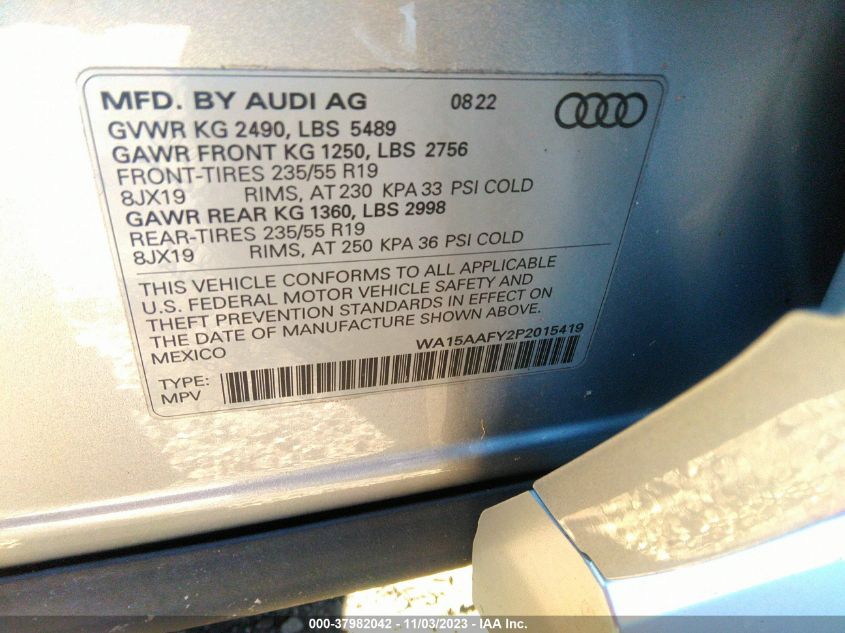 MFD. BY AUDI AG 08 22
GVWR KG 2490, LBS 5489
GAWR FRONT KG 1250, LBS 2756
FRONT-TIRES 235/55 R19
8JX19 RIMS, AT 230 KPA 33 PSI COLD
GAWR REAR KG 1360, LBS 2998
REAR-TIRES 235/55 R19
8JX19 RIMS, AT 250 KPA 36 PSI COLD
THIS VEHICLE CONFORMS TO ALL APPLICABLE
U.S. FEDERAL MOTOR VEHICLE SAFETY AND
THEFT PREVENTION STANDARDS IN EFFECT ON
THE DATE OF MANUFACTURE SHOWN ABOVE.
MEXICO WA15AAFY2P2015419
TYPE:
MPV
000-37982042 - 11/03/2023 - IAA Inc.